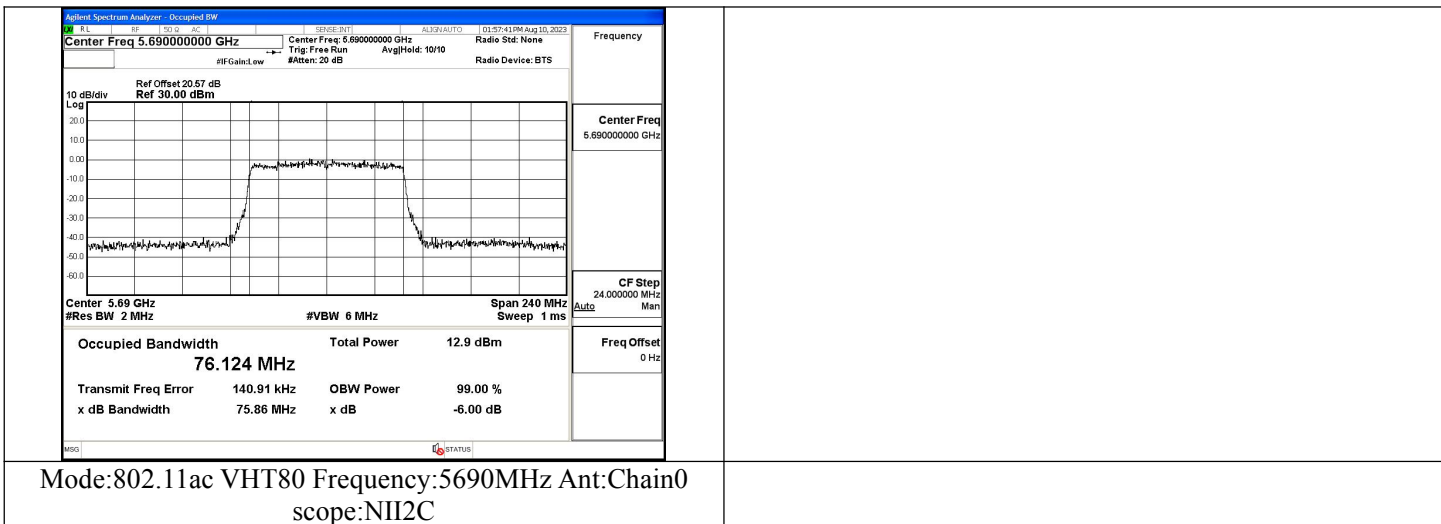 Agilent Spectrum Analyzer - Occupied BW
RL RF 50 Ω AC SENSE:INT ALIGN AUTO 01:57:41 PM Aug 10, 2023
Center Freq 5.690000000 GHz Center Freq: 5.690000000 GHz Radio Std: None Frequency
Trig: Free Run Avg|Hold: 10/10
#IFGain:Low #Atten: 20 dB Radio Device: BTS
Ref Offset 20.57 dB
10 dB/div Ref 30.00 dBm
Log
20.0
10.0
0.00
-10.0
-20.0
-30.0
-40.0
-50.0
-60.0
Center Freq
5.690000000 GHz
CF Step
24.000000 MHz
Auto Man
Center 5.69 GHz Span 240 MHz
#Res BW 2 MHz #VBW 6 MHz Sweep 1 ms
Occupied Bandwidth Total Power 12.9 dBm
76.124 MHz
Freq Offset
0 Hz
Transmit Freq Error 140.91 kHz OBW Power 99.00 %
x dB Bandwidth 75.86 MHz x dB -6.00 dB
MSG STATUS
Mode:802.11ac VHT80 Frequency:5690MHz Ant:Chain0
scope:NII2C